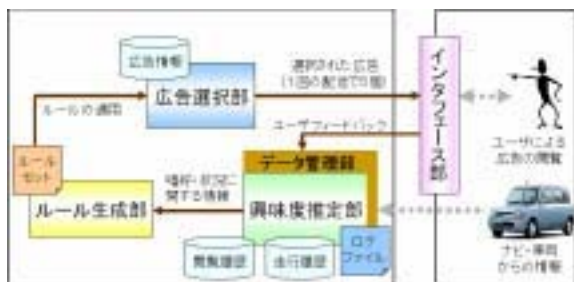 広告情報
広告選択部
選択された広告
(1回の配信で5個)
ルールの適用
ユーザフィードバック
インタフェース部
ユーザによる
広告の閲覧
ルール
セット
ルール生成部
嗜好・状況に
関する情報
データ管理部
興味度推定部
閲覧履歴
走行履歴
ログ
ファイル
ナビ・車両
からの情報